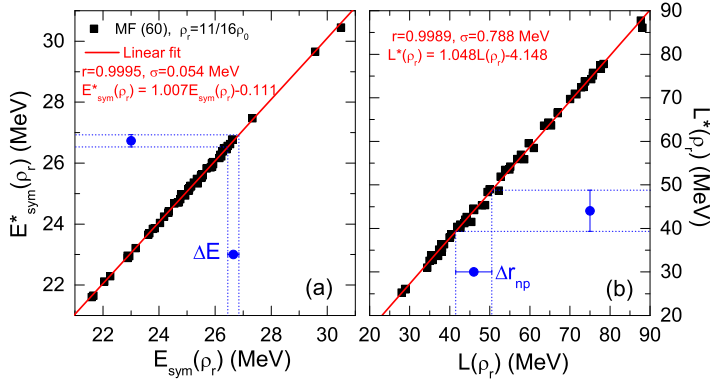 MF (60), ρr=11/16ρ0
Linear fit
r=0.9995, σ=0.054 MeV
E*sym(ρr) = 1.007Esym(ρr)-0.111
ΔE
(a)
30
28
26
24
22
E*sym(ρr) (MeV)
22 24 26 28 30
Esym(ρr) (MeV)
r=0.9989, σ=0.788 MeV
L*(ρr) = 1.048L(ρr)-4.148
Δrnp
(b)
90
80
70
60
50
40
30
20
L*(ρr) (MeV)
20 30 40 50 60 70 80 90
L(ρr) (MeV)